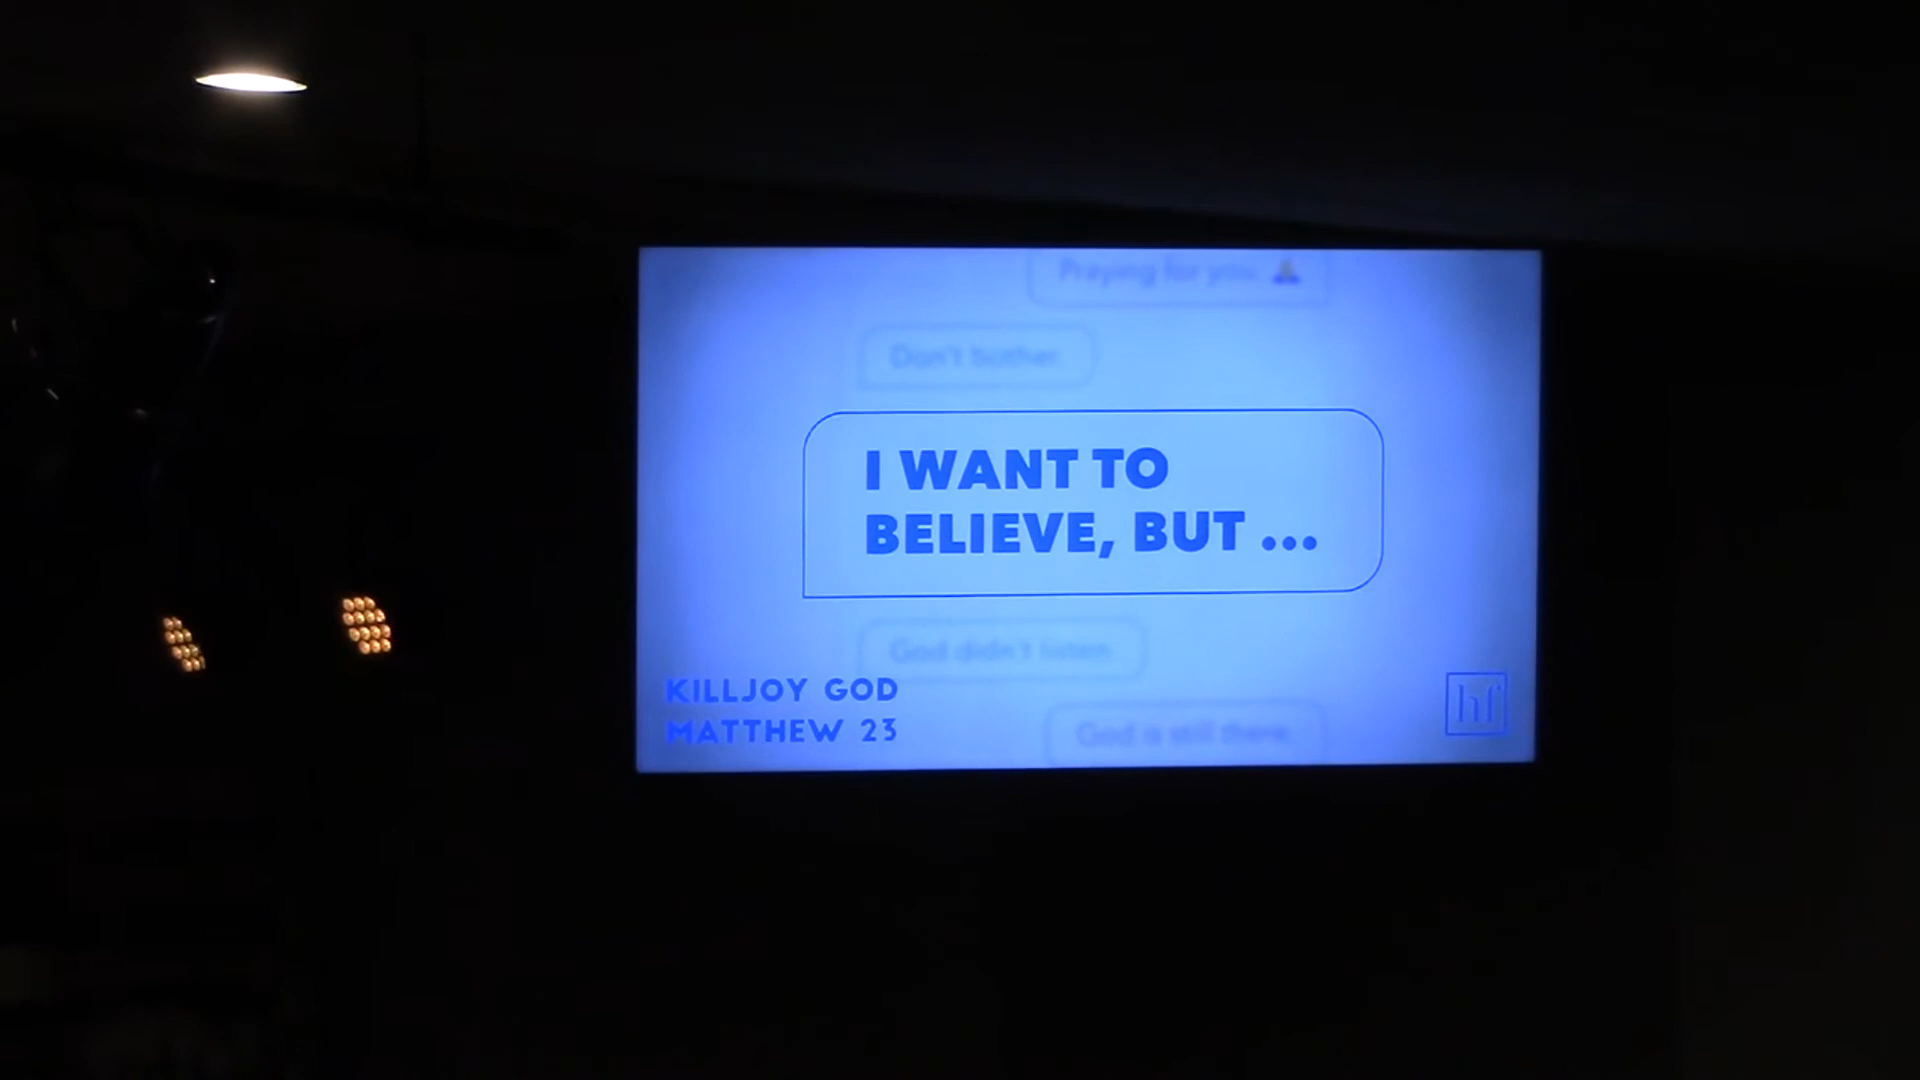 Praying for you 🙏
Don't bother
I WANT TO
BELIEVE, BUT ...
God didn't listen
KILLJOY GOD
MATTHEW 23
God is still there.
hf